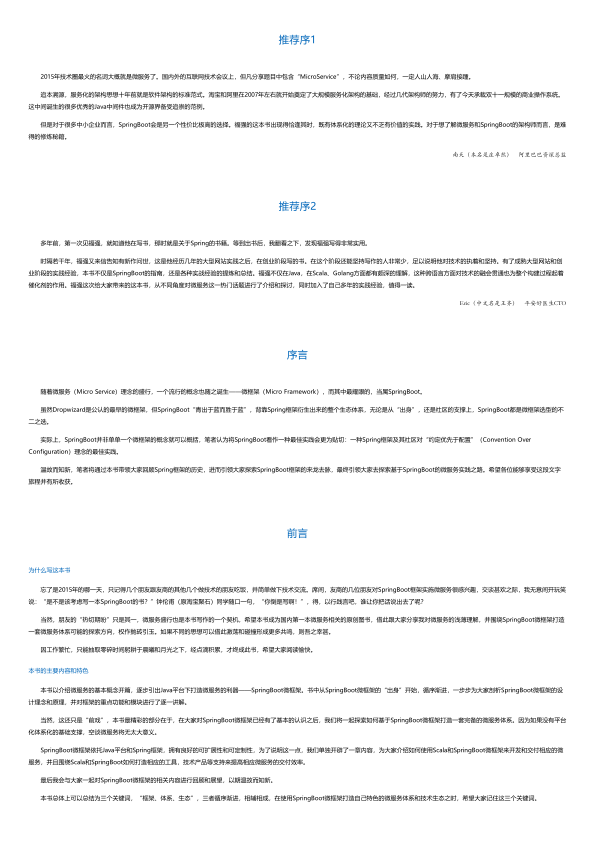 推荐序1
2015年技术圈最火的名词大概就是微服务了。国内外的互联网技术会议上，但凡分享题目中包含“MicroService”，不论内容质量如何，一定人山人海、摩肩接踵。
追本溯源，服务化的架构思想十年前就是软件架构的标准范式。淘宝和阿里在2007年左右就开始奠定了大规模服务化架构的基础，经过几代架构师的努力，有了今天承载双十一规模的商业操作系统。
这中间诞生的很多优秀的Java中间件也成为开源界备受追崇的范例。
但是对于很多中小企业而言，SpringBoot会是另一个性价比极高的选择。福强的这本书出现得恰逢其时，既有体系化的理论又不乏有价值的实践。对于想了解微服务和SpringBoot的架构师而言，是难
得的修炼秘籍。
南天（本名是庄卓然） 阿里巴巴资深总监
推荐序2
多年前，第一次见福强，就知道他在写书，那时就是关于Spring的书籍。等到出书后，我翻看之下，发现福强写得非常实用。
时隔若干年，福强又来信告知有新作问世，这是他经历几年的大型网站实践之后，在创业阶段写的书。在这个阶段还能坚持写作的人非常少，足以说明他对技术的执着和坚持。有了成熟大型网站和创
业阶段的实践经验，本书不仅是SpringBoot的指南，还是各种实战经验的提炼和总结。福强不仅在Java，在Scala、Golang方面都有颇深的理解，这种跨语言方面对技术的融会贯通也为整个构建过程起着
催化剂的作用。福强这次给大家带来的这本书，从不同角度对微服务这一热门话题进行了介绍和探讨，同时加入了自己多年的实践经验，值得一读。
Eric（中文名是王齐） 平安好医生CTO
序言
随着微服务（Micro Service）理念的盛行，一个流行的概念也随之诞生——微框架（Micro Framework），而其中最耀眼的，当属SpringBoot。
虽然Dropwizard是公认的最早的微框架，但SpringBoot“青出于蓝而胜于蓝”，背靠Spring框架衍生出来的整个生态体系，无论是从“出身”，还是社区的支撑上，SpringBoot都是微框架选型的不
二之选。
实际上，SpringBoot并非单单一个微框架的概念就可以概括，笔者认为将SpringBoot看作一种最佳实践会更为贴切：一种Spring框架及其社区对“约定优先于配置”（Convention Over
Configuration）理念的最佳实践。
温故而知新，笔者将通过本书带领大家回顾Spring框架的历史，进而引领大家探索SpringBoot框架的来龙去脉，最终引领大家去探索基于SpringBoot的微服务实践之路。希望各位能够享受这段文字
旅程并有所收获。
前言
为什么写这本书
忘了是2015年的哪一天，只记得几个朋友跟友商的其他几个做技术的朋友吃饭，并简单做下技术交流。席间，友商的几位朋友对SpringBoot框架实施微服务很感兴趣，交谈甚欢之际，我无意间开玩笑
说：“是不是该考虑写一本SpringBoot的书？”钟伦甫（原淘宝聚石）同学随口一句，“你倒是写啊！”，得，以行践言吧，谁让你把话说出去了呢？
当然，朋友的“热切期盼”只是其一，微服务盛行也是本书写作的一个契机。希望本书成为国内第一本微服务相关的原创图书，借此跟大家分享我对微服务的浅薄理解，并围绕SpringBoot微框架打造
一套微服务体系可能的探索方向，权作抛砖引玉。如果不同的思想可以借此激荡和碰撞形成更多共鸣，则吾之幸甚。
因工作繁忙，只能抽取零碎时间笔耕于晨曦和月光之下，经点滴积累，才终成此书，希望大家阅读愉快。
本书的主要内容和特色
本书以介绍微服务的基本概念开篇，逐步引出Java平台下打造微服务的利器——SpringBoot微框架。书中从SpringBoot微框架的“出身”开始，循序渐进，一步步为大家剖析SpringBoot微框架的设
计理念和原理，并对框架的重点功能和模块进行了逐一讲解。
当然，这还只是“前戏”，本书最精彩的部分在于，在大家对SpringBoot微框架已经有了基本的认识之后，我们将一起探索如何基于SpringBoot微框架打造一套完备的微服务体系。因为如果没有平台
化体系化的基础支撑，空谈微服务将无太大意义。
SpringBoot微框架依托Java平台和Spring框架，拥有良好的可扩展性和可定制性，为了说明这一点，我们单独开辟了一章内容，为大家介绍如何使用Scala和SpringBoot微框架来开发和交付相应的微
服务，并且围绕Scala和SpringBoot如何打造相应的工具、技术产品等支持来提高相应微服务的交付效率。
最后我会与大家一起对SpringBoot微框架的相关内容进行回顾和展望，以期温故而知新。
本书总体上可以总结为三个关键词，“框架、体系、生态”，三者循序渐进，相辅相成，在使用SpringBoot微框架打造自己特色的微服务体系和技术生态之时，希望大家记住这三个关键词。